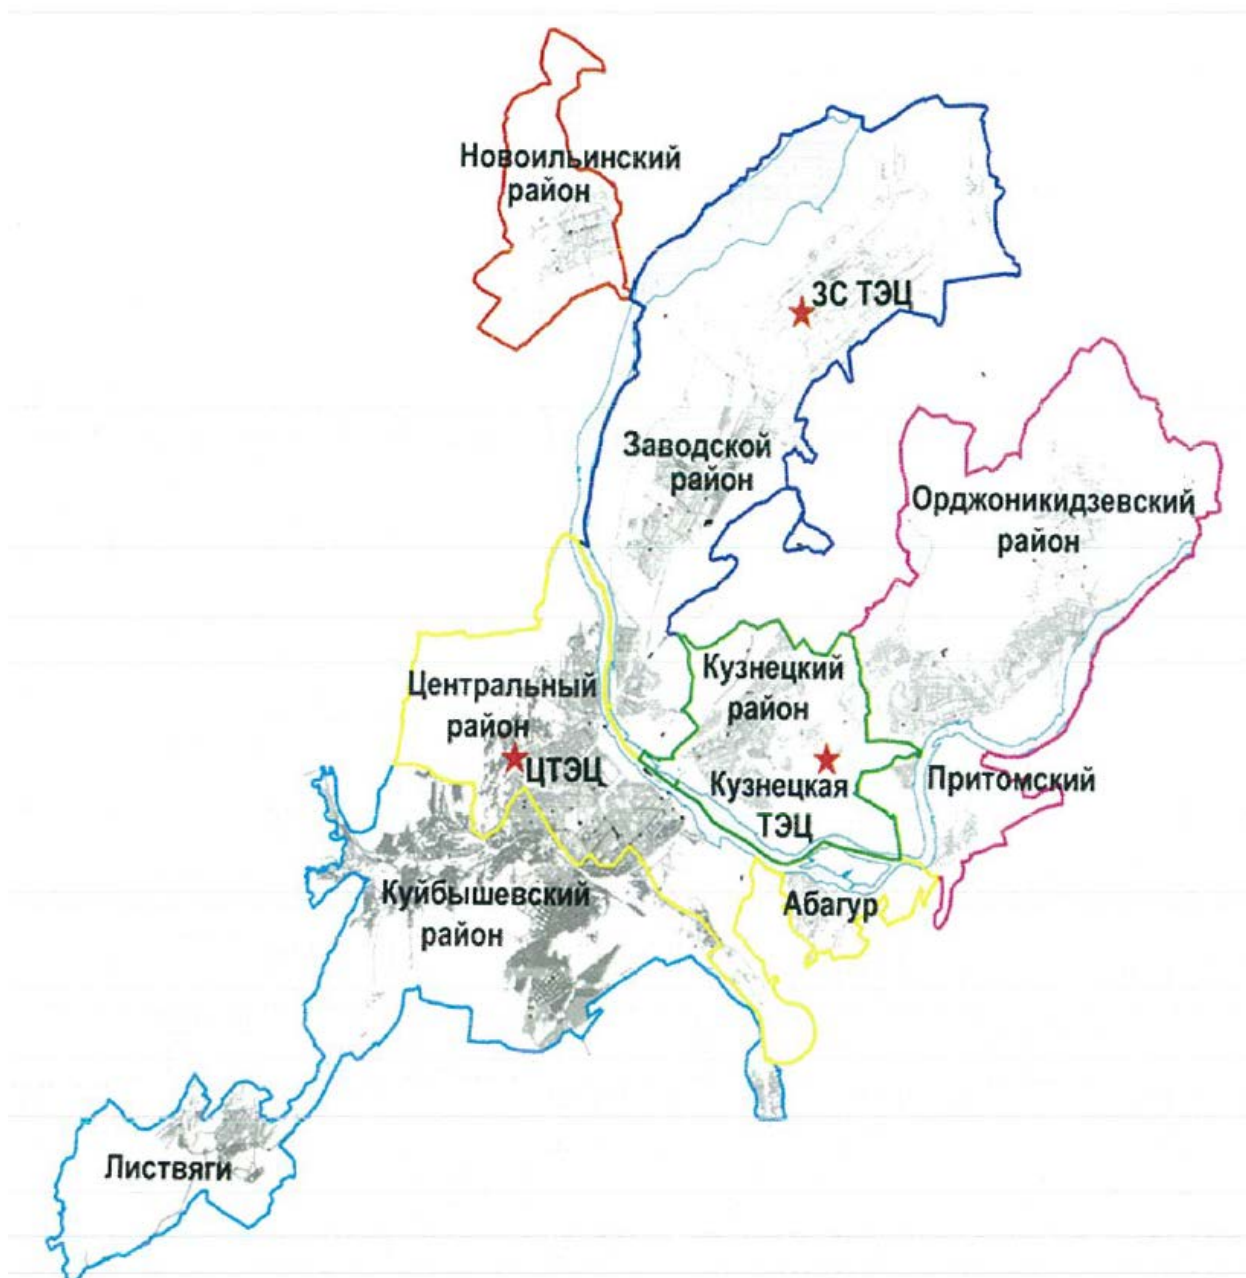 Новоильинский
район
ЗС ТЭЦ
Заводской
район
Орджоникидзевский
район
Кузнецкий
район
Центральный
район
ЦТЭЦ
Кузнецкая
ТЭЦ
Притомский
Куйбышевский
район
Абагур
Листвяги